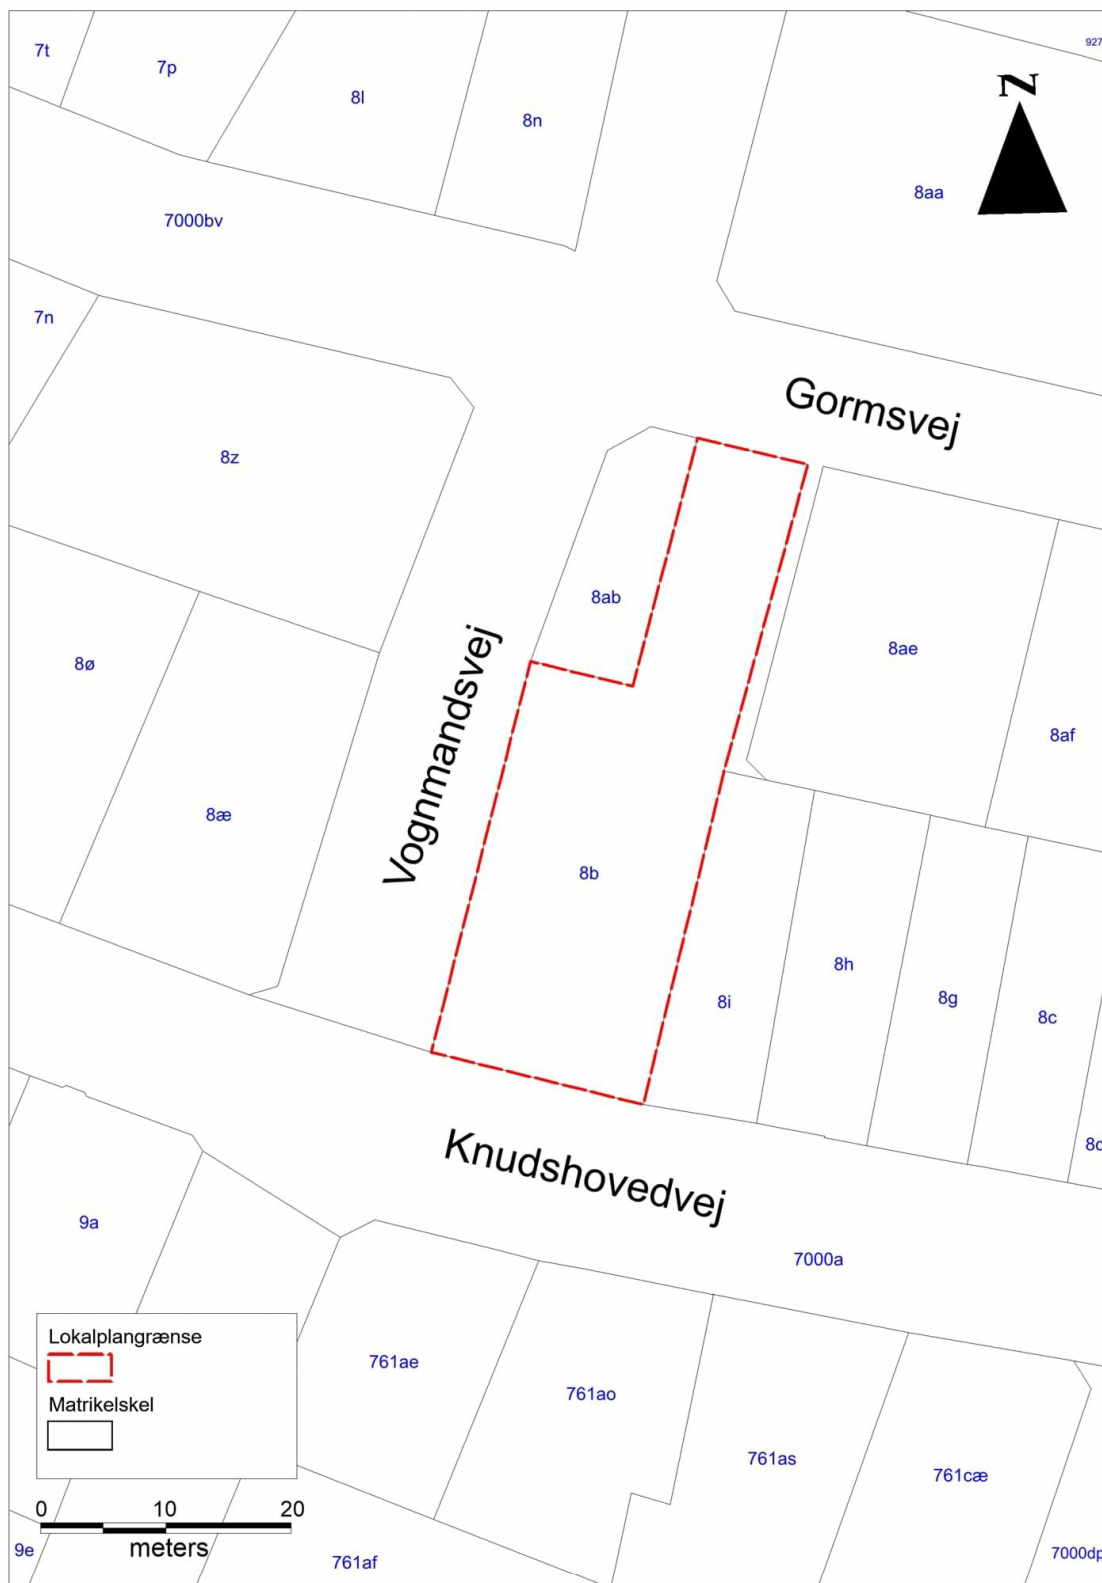 7t
7p
8l
8n
927
N
8aa
7000bv
7n
Gormsvej
8z
8ab
8ø
8ae
Vognmandsvej
8af
8æ
8b
8h
8i
8g
8c
Knudshovedvej
9a
7000a
Lokalplangrænse
Matrikelskel
761ae
761ao
761as
761cæ
0 10 20
meters
9e
761af
7000dp